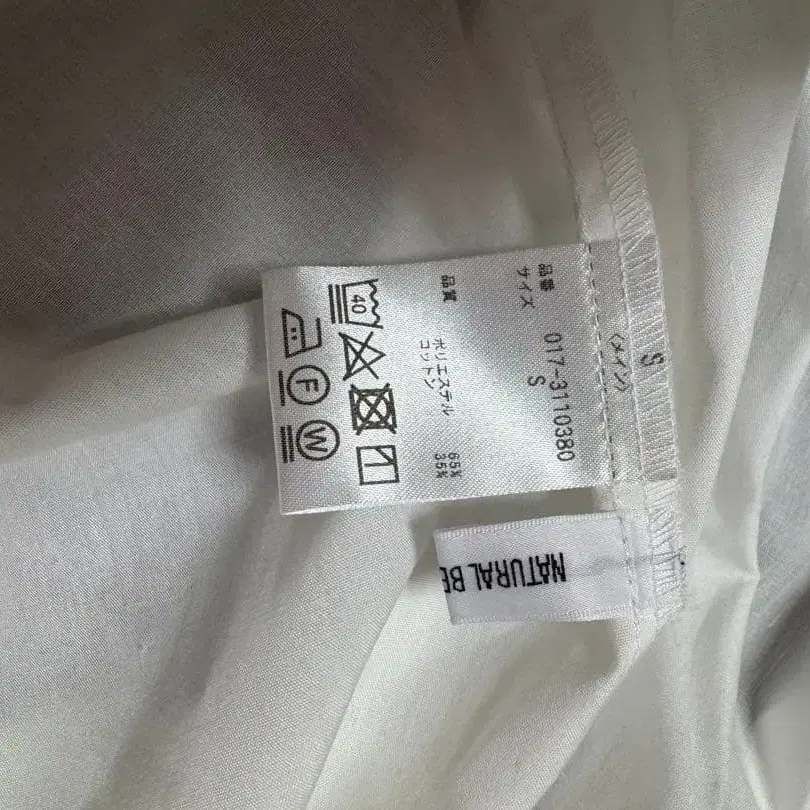 S
〈メイン〉
品番 017-3110380
サイズ S
品質
ポリエステル 65%
コットン 35%
40
F
W
NATURAL BE